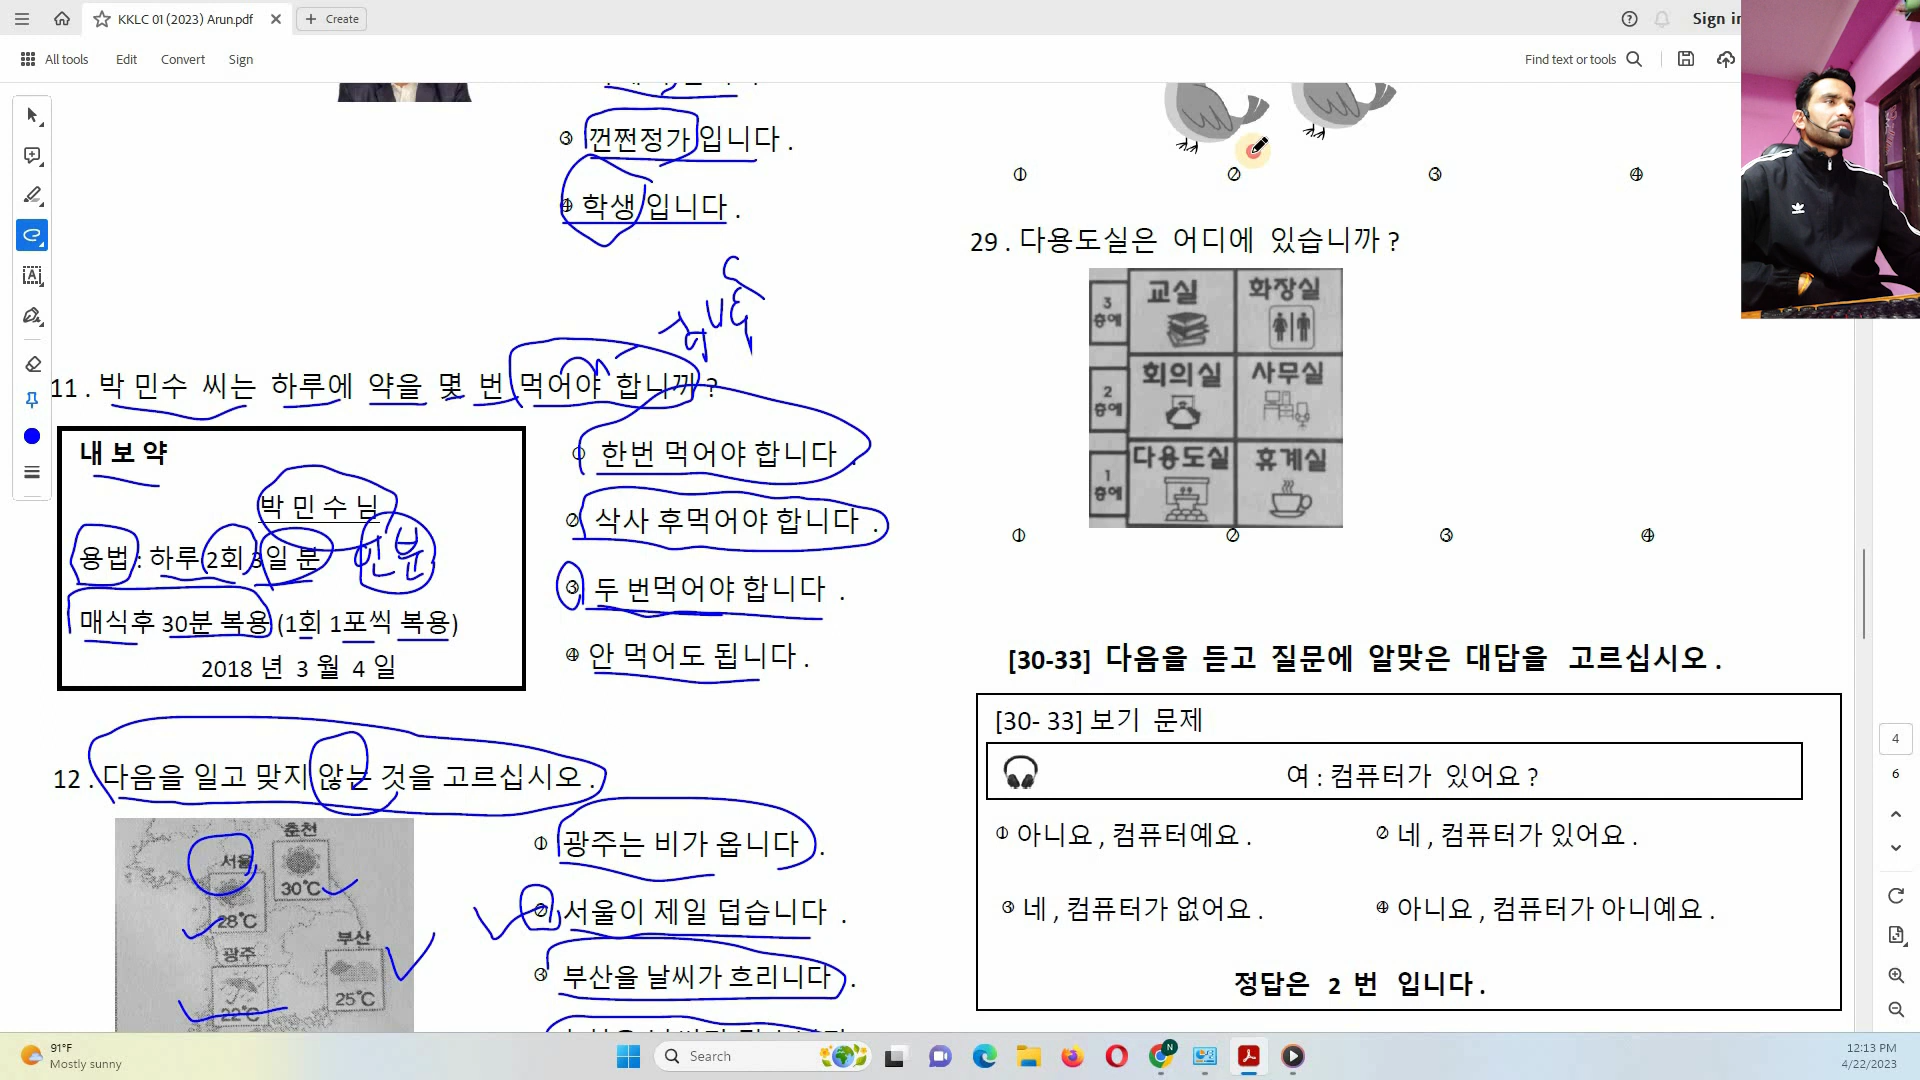 KKLC 01 (2023) Arun.pdf
Create
Sign in
All tools
Edit
Convert
Sign
Find text or tools
③ 껀쩐정가 입니다 .
④ 학생 입니다 .
11 . 박 민수 씨는 하루에 약을 몇 번 먹어야 합니까 ?
내 보 약
박 민 수 님
용법 : 하루 2회 3일 분
인분
매식후 30분 복용 (1회 1포씩 복용)
2018 년 3 월 4 일
① 한번 먹어야 합니다 .
② 삭사 후먹어야 합니다 .
③ 두 번먹어야 합니다 .
④ 안 먹어도 됩니다 .
12 . 다음을 일고 맞지 않는 것을 고르십시오 .
춘천
30°C
서울
28°C
광주
22°C
부산
25°C
① 광주는 비가 옵니다 .
② 서울이 제일 덥습니다 .
③ 부산을 날씨가 흐리니다 .
① ② ③ ④
29 . 다용도실은 어디에 있습니까 ?
3층에 교실 화장실
2층에 회의실 사무실
1층에 다용도실 휴게실
① ② ③ ④
[30-33] 다음을 듣고 질문에 알맞은 대답을 고르십시오 .
[30- 33] 보기 문제
여 : 컴퓨터가 있어요 ?
① 아니요 , 컴퓨터예요 .
② 네 , 컴퓨터가 있어요 .
③ 네 , 컴퓨터가 없어요 .
④ 아니요 , 컴퓨터가 아니예요 .
정답은 2 번 입니다 .
4
6
91°F
Mostly sunny
Search
N
12:13 PM
4/22/2023